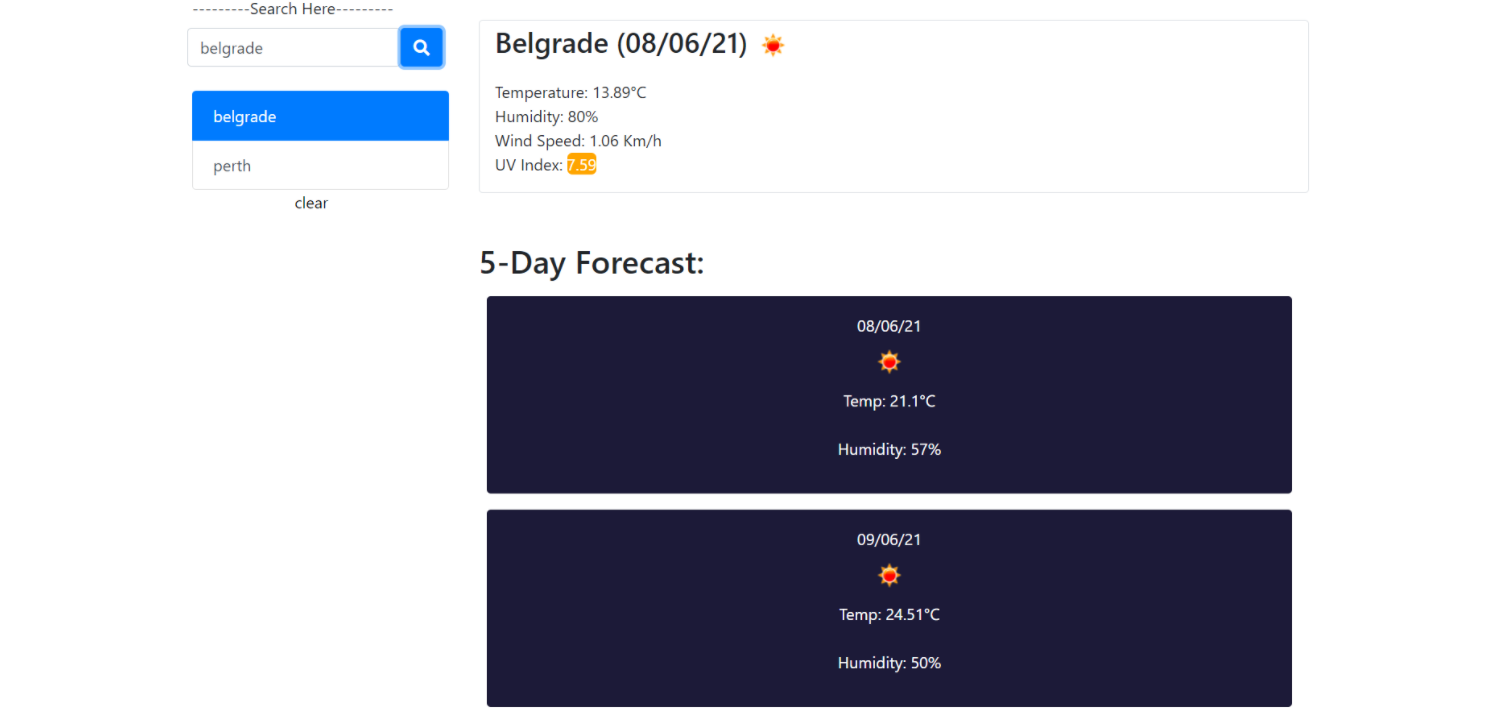 ---------Search Here---------
belgrade
belgrade
perth
clear
Belgrade (08/06/21)
Temperature: 13.89°C
Humidity: 80%
Wind Speed: 1.06 Km/h
UV Index: 7.59
5-Day Forecast:
08/06/21
Temp: 21.1°C
Humidity: 57%
09/06/21
Temp: 24.51°C
Humidity: 50%